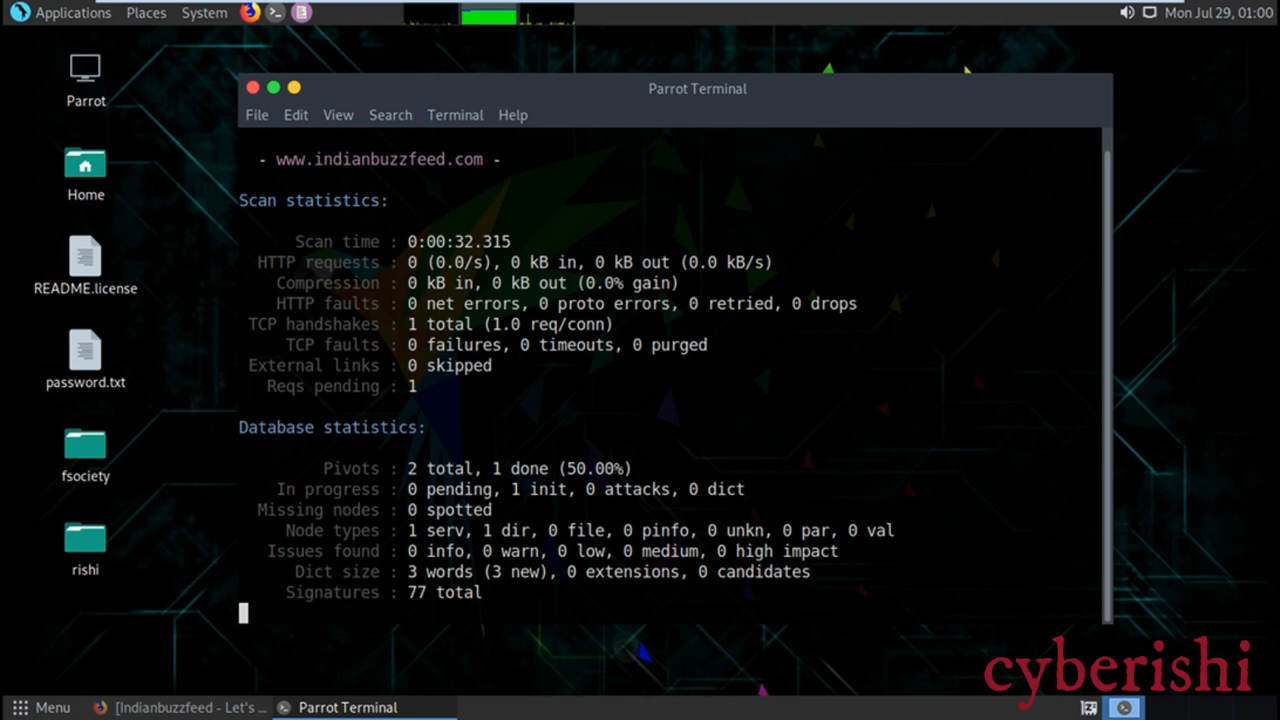 Applications Places System
Mon Jul 29, 01:00
Parrot
Home
README.license
password.txt
fsociety
rishi
Parrot Terminal
File Edit View Search Terminal Help
- www.indianbuzzfeed.com -
Scan statistics:
Scan time : 0:00:32.315
HTTP requests : 0 (0.0/s), 0 kB in, 0 kB out (0.0 kB/s)
Compression : 0 kB in, 0 kB out (0.0% gain)
HTTP faults : 0 net errors, 0 proto errors, 0 retried, 0 drops
TCP handshakes : 1 total (1.0 req/conn)
TCP faults : 0 failures, 0 timeouts, 0 purged
External links : 0 skipped
Reqs pending : 1
Database statistics:
Pivots : 2 total, 1 done (50.00%)
In progress : 0 pending, 1 init, 0 attacks, 0 dict
Missing nodes : 0 spotted
Node types : 1 serv, 1 dir, 0 file, 0 pinfo, 0 unkn, 0 par, 0 val
Issues found : 0 info, 0 warn, 0 low, 0 medium, 0 high impact
Dict size : 3 words (3 new), 0 extensions, 0 candidates
Signatures : 77 total
cyberishi
Menu [Indianbuzzfeed - Let's ... Parrot Terminal